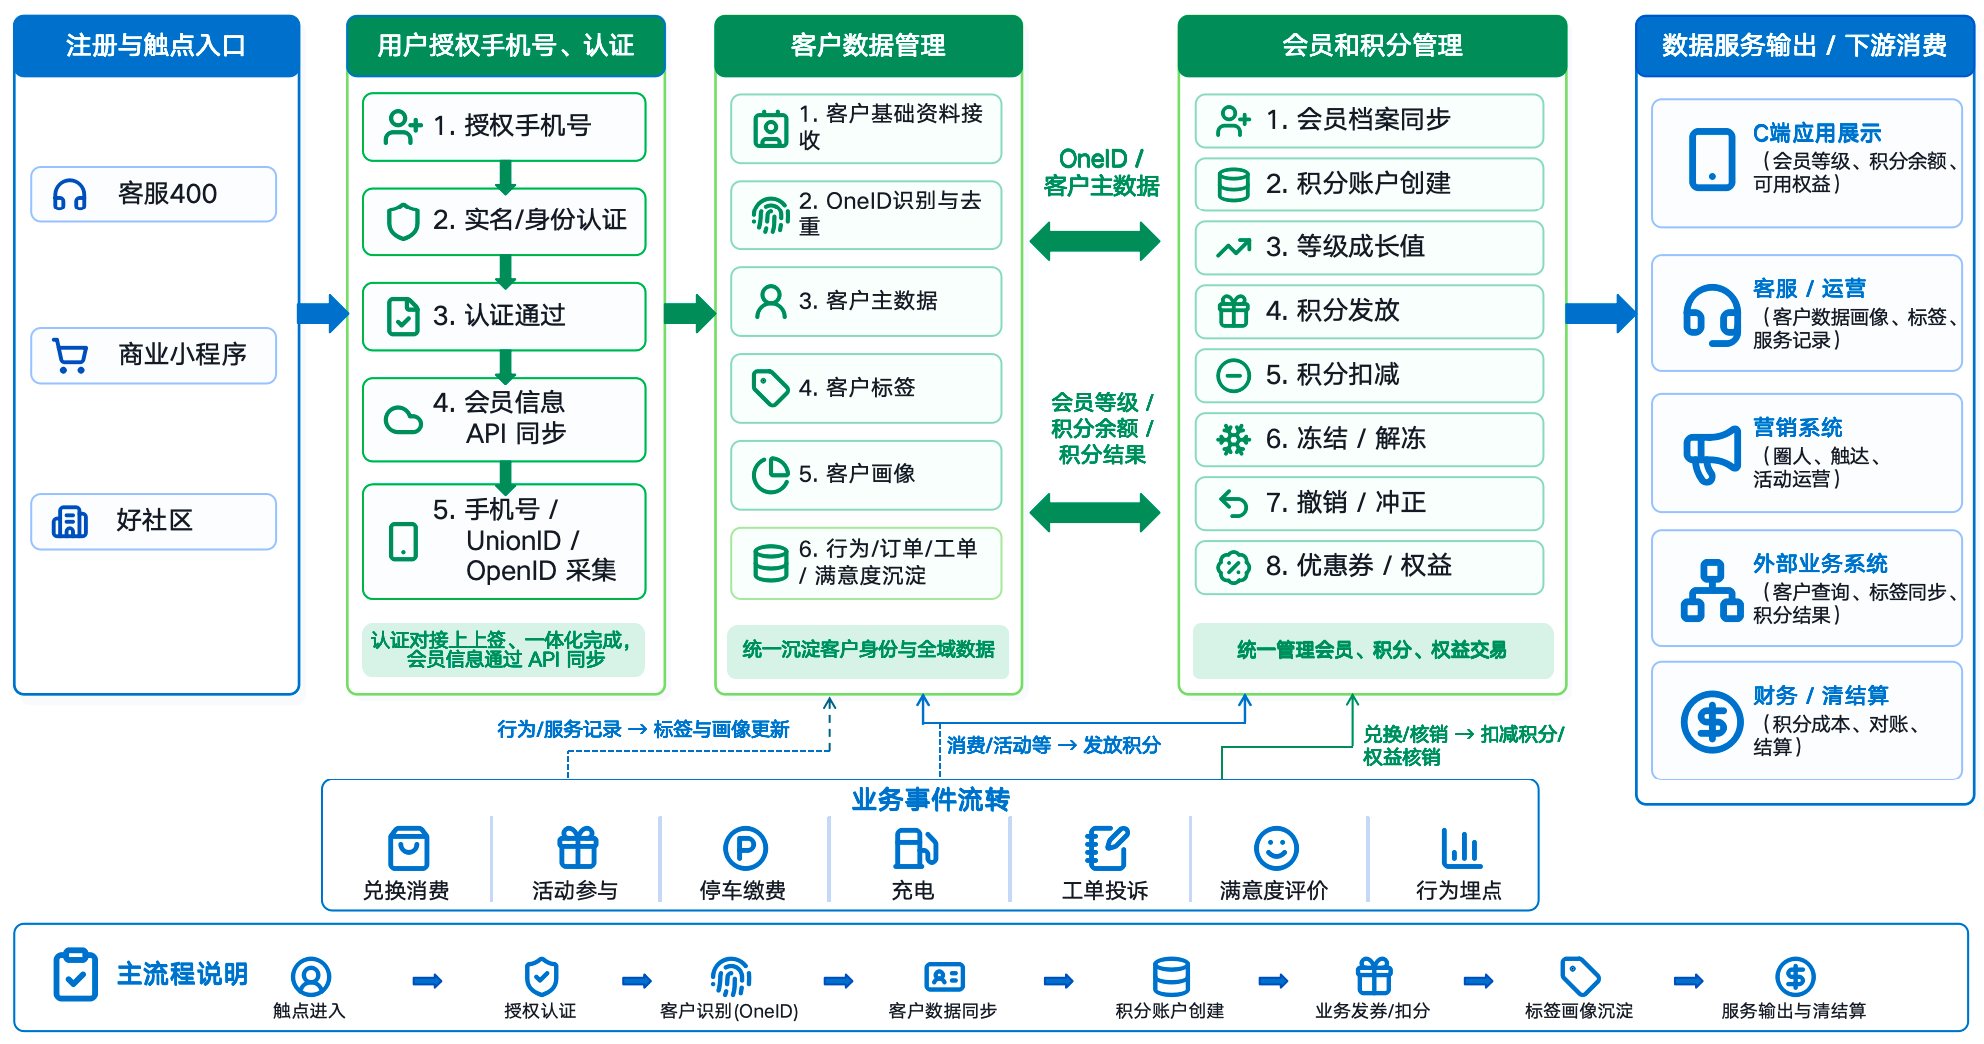 注册与触点入口
客服400
商业小程序
好社区
用户授权手机号、认证
1. 授权手机号
2. 实名/身份认证
3. 认证通过
4. 会员信息
API 同步
5. 手机号 /
UnionID /
OpenID 采集
认证对接上上签、一体化完成，
会员信息通过 API 同步
客户数据管理
1. 客户基础资料接
收
2. OneID识别与去
重
3. 客户主数据
4. 客户标签
5. 客户画像
6. 行为/订单/工单
/ 满意度沉淀
统一沉淀客户身份与全域数据
OneID /
客户主数据
会员等级 /
积分余额 /
积分结果
会员和积分管理
1. 会员档案同步
2. 积分账户创建
3. 等级成长值
4. 积分发放
5. 积分扣减
6. 冻结 / 解冻
7. 撤销 / 冲正
8. 优惠券 / 权益
统一管理会员、积分、权益交易
数据服务输出 / 下游消费
C端应用展示
（会员等级、积分余额、
可用权益）
客服 / 运营
（客户数据画像、标签、
服务记录）
营销系统
（圈人、触达、
活动运营）
外部业务系统
（客户查询、标签同步、
积分结果）
财务 / 清结算
（积分成本、对账、
结算）
行为/服务记录 → 标签与画像更新
消费/活动等 → 发放积分
兑换/核销 → 扣减积分/
权益核销
业务事件流转
兑换消费
活动参与
停车缴费
充电
工单投诉
满意度评价
行为埋点
主流程说明
触点进入
授权认证
客户识别(OneID)
客户数据同步
积分账户创建
业务发券/扣分
标签画像沉淀
服务输出与清结算